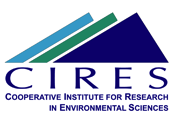 CIRES
COOPERATIVE INSTITUTE FOR RESEARCH
IN ENVIRONMENTAL SCIENCES